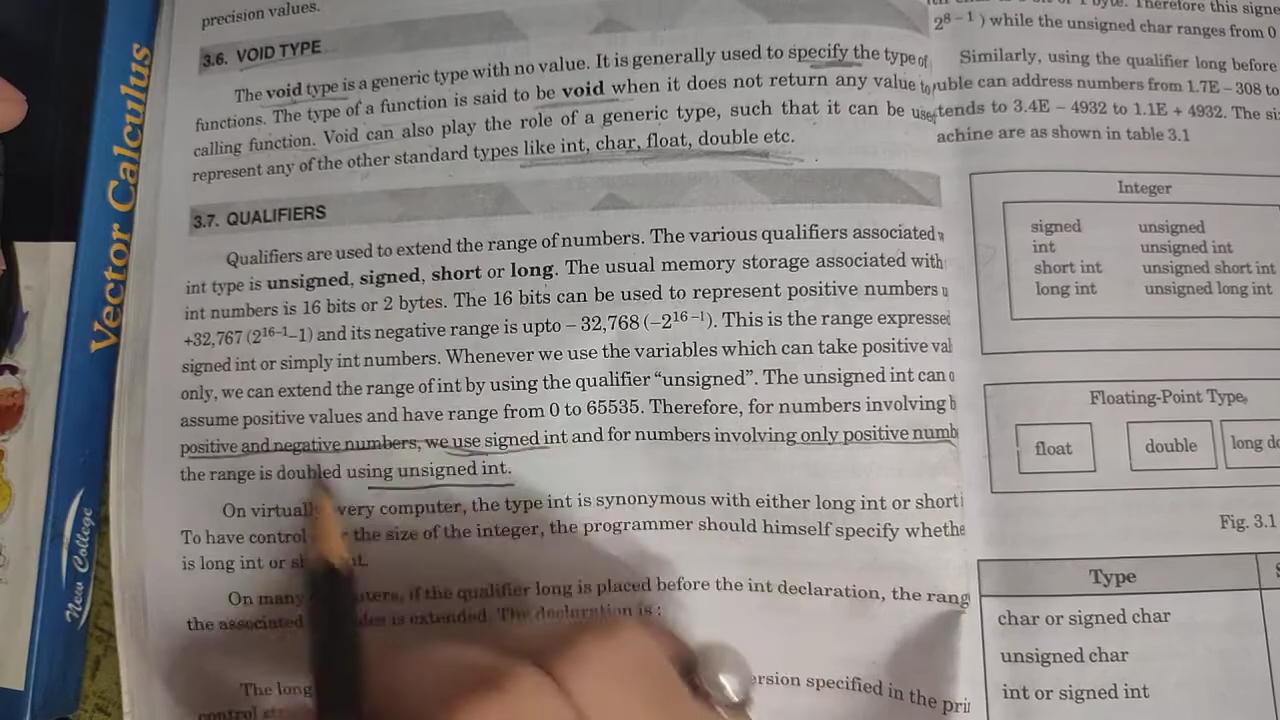 precision values.
3.6. VOID TYPE
The void type is a generic type with no value. It is generally used to specify the type of
functions. The type of a function is said to be void when it does not return any value to
calling function. Void can also play the role of a generic type, such that it can be used
represent any of the other standard types like int, char, float, double etc.
3.7. QUALIFIERS
Qualifiers are used to extend the range of numbers. The various qualifiers associated
int type is unsigned, signed, short or long. The usual memory storage associated with
int numbers is 16 bits or 2 bytes. The 16 bits can be used to represent positive numbers
+32,767 (2^16–1–1) and its negative range is upto – 32,768 (–2^16 –1). This is the range expressed
signed int or simply int numbers. Whenever we use the variables which can take positive val
only, we can extend the range of int by using the qualifier “unsigned”. The unsigned int can
assume positive values and have range from 0 to 65535. Therefore, for numbers involving b
positive and negative numbers, we use signed int and for numbers involving only positive numb
the range is doubled using unsigned int.
On virtually very computer, the type int is synonymous with either long int or short i
To have control the size of the integer, the programmer should himself specify whethe
is long int or
On many if the qualifier long is placed before the int declaration, the rang
the associated is extended. The declaration is :
The long ersion specified in the pri
control
byte. Therefore this signe
2^8 – 1 ) while the unsigned char ranges from 0
Similarly, using the qualifier long before
uble can address numbers from 1.7E – 308 to
tends to 3.4E – 4932 to 1.1E + 4932. The si
achine are as shown in table 3.1
Integer
signed unsigned
int unsigned int
short int unsigned short int
long int unsigned long int
Floating-Point Type
float double long do
Fig. 3.1
Type S
char or signed char
unsigned char
int or signed int
Vector Calculus
New College